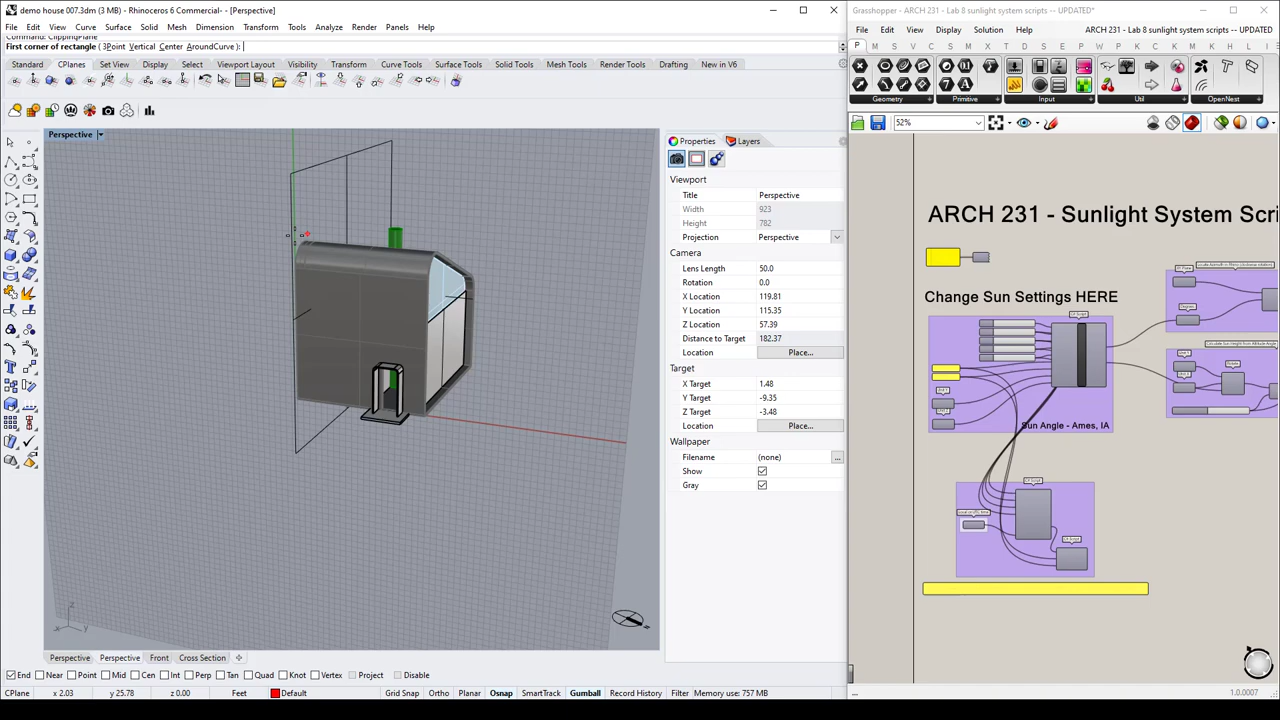 demo house 007.3dm (3 MB) - Rhinoceros 6 Commercial - [Perspective]
File Edit View Curve Surface Solid Mesh Dimension Transform Tools Analyze Render Panels Help
Command: ClippingPlane
First corner of rectangle ( 3Point Vertical Center AroundCurve):
Standard CPlanes Set View Display Select Viewport Layout Visibility Transform Curve Tools Surface Tools Solid Tools Mesh Tools Render Tools Drafting New in V6
Perspective
Properties Layers
Viewport
Title Perspective
Width 923
Height 782
Projection Perspective
Camera
Lens Length 50.0
Rotation 0.0
X Location 119.81
Y Location 115.35
Z Location 57.39
Distance to Target 182.37
Location Place...
Target
X Target 1.48
Y Target -9.35
Z Target -3.48
Location Place...
Wallpaper
Filename (none) ...
Show
Gray
z
x y
Perspective Perspective Front Cross Section
End Near Point Mid Cen Int Perp Tan Quad Knot Vertex Project Disable
CPlane x 2.03 y 25.78 z 0.00 Feet Default Grid Snap Ortho Planar Osnap SmartTrack Gumball Record History Filter Memory use: 757 MB
Grasshopper - ARCH 231 - Lab 8 sunlight system scripts -- UPDATED*
File Edit View Display Solution Help ARCH 231 - Lab 8 sunlight system scripts -- UPDATED*
P M S V C S M X T D S F K H E L B O
Geometry Primitive Input Util OpenNest
52%
ARCH 231 - Sunlight System Scri
Change Sun Settings HERE
Sun Angle - Ames, IA
1.0.0007